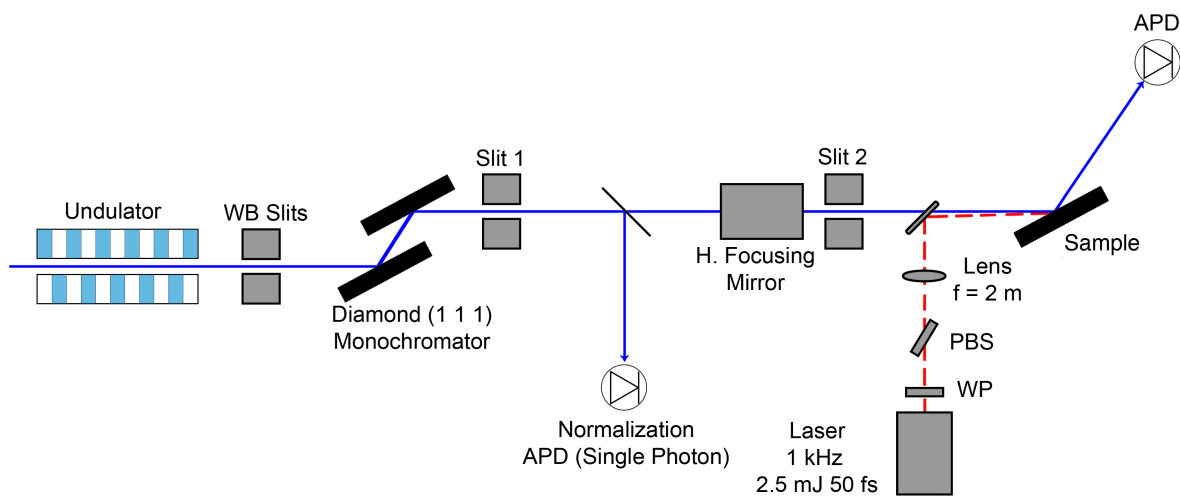 APD
Slit 1
Slit 2
Undulator
WB Slits
Sample
H. Focusing
Mirror
Lens
f = 2 m
Diamond (1 1 1)
Monochromator
PBS
WP
Normalization
APD (Single Photon)
Laser
1 kHz
2.5 mJ 50 fs